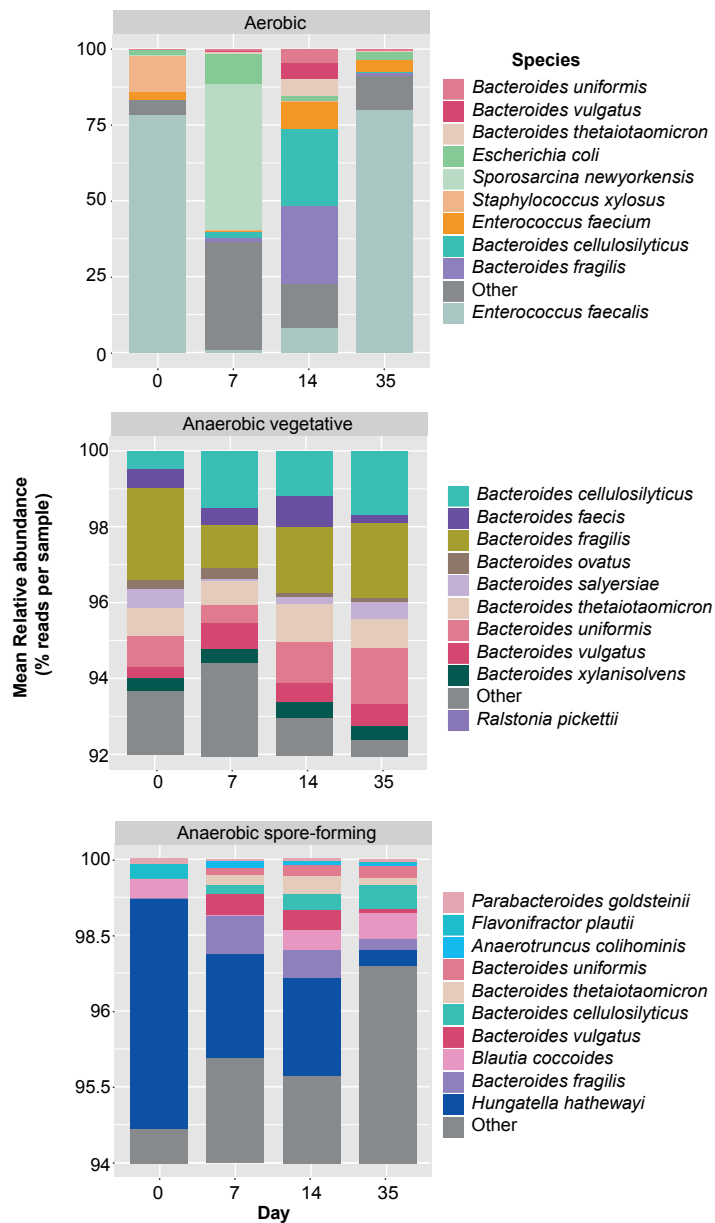 Aerobic
100
75
50
25
0
0 7 14 35
Species
Bacteroides uniformis
Bacteroides vulgatus
Bacteroides thetaiotaomicron
Escherichia coli
Sporosarcina newyorkensis
Staphylococcus xylosus
Enterococcus faecium
Bacteroides cellulosilyticus
Bacteroides fragilis
Other
Enterococcus faecalis
Mean Relative abundance
(% reads per sample)
Anaerobic vegetative
100
98
96
94
92
0 7 14 35
Bacteroides cellulosilyticus
Bacteroides faecis
Bacteroides fragilis
Bacteroides ovatus
Bacteroides salyersiae
Bacteroides thetaiotaomicron
Bacteroides uniformis
Bacteroides vulgatus
Bacteroides xylanisolvens
Other
Ralstonia pickettii
Anaerobic spore-forming
100
98.5
96
95.5
94
0 7 14 35
Day
Parabacteroides goldsteinii
Flavonifractor plautii
Anaerotruncus colihominis
Bacteroides uniformis
Bacteroides thetaiotaomicron
Bacteroides cellulosilyticus
Bacteroides vulgatus
Blautia coccoides
Bacteroides fragilis
Hungatella hathewayi
Other